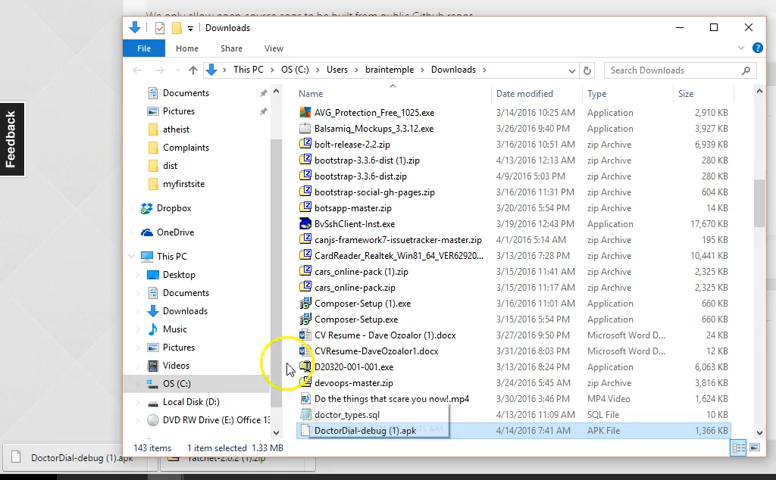 We only allow open source apps to be built from public Github repos
Downloads
File Home Share View
This PC OS (C:) Users braintemple Downloads Search Downloads
Name Date modified Type Size
Documents
Pictures
atheist
Complaints
dist
myfirstsite
Dropbox
OneDrive
This PC
Desktop
Documents
Downloads
Music
Pictures
Videos
OS (C:)
Local Disk (D:)
DVD RW Drive (E:) Office 13
AVG_Protection_Free_1025.exe 3/14/2016 10:25 AM Application 2,910 KB
Balsamiq_Mockups_3.3.12.exe 3/26/2016 9:40 PM Application 3,927 KB
bolt-release-2.2.zip 3/16/2016 10:51 AM zip Archive 6,939 KB
bootstrap-3.3.6-dist (1).zip 4/13/2016 12:13 AM zip Archive 280 KB
bootstrap-3.3.6-dist.zip 4/9/2016 5:03 PM zip Archive 280 KB
bootstrap-social-gh-pages.zip 3/16/2016 11:31 AM zip Archive 604 KB
botsapp-master.zip 3/20/2016 5:54 PM zip Archive 14 KB
BvSshClient-Inst.exe 3/19/2016 12:43 PM Application 17,670 KB
canjs-framework7-issuetracker-master.zip 4/1/2016 5:14 AM zip Archive 195 KB
CardReader_Realtek_Win81_64_VER62920... 3/13/2016 7:28 PM zip Archive 10,441 KB
cars_online-pack (1).zip 3/15/2016 11:41 AM zip Archive 2,325 KB
cars_online-pack.zip 3/15/2016 11:17 AM zip Archive 2,325 KB
Composer-Setup (1).exe 3/16/2016 11:01 AM Application 660 KB
Composer-Setup.exe 3/15/2016 5:54 PM Application 660 KB
CV Resume - Dave Ozoalor (1).docx 3/27/2016 9:50 PM Microsoft Word D... 24 KB
CVResume-DaveOzoalor1.docx 3/31/2016 8:03 PM Microsoft Word D... 12 KB
D20320-001-001.exe 3/13/2016 8:24 PM Application 6,063 KB
devoops-master.zip 3/24/2016 5:45 AM zip Archive 3,816 KB
Do the things that scare you now!.mp4 3/15/2016 9:40 AM MP4 Video 1,624 KB
doctor_types.sql 4/13/2016 11:09 AM SQL File 10 KB
DoctorDial-debug (1).apk 4/14/2016 7:41 AM APK File 1,366 KB
143 items 1 item selected 1.33 MB
Feedback
DoctorDial-debug (1).apk ratchet-2.0.2 (1).zip